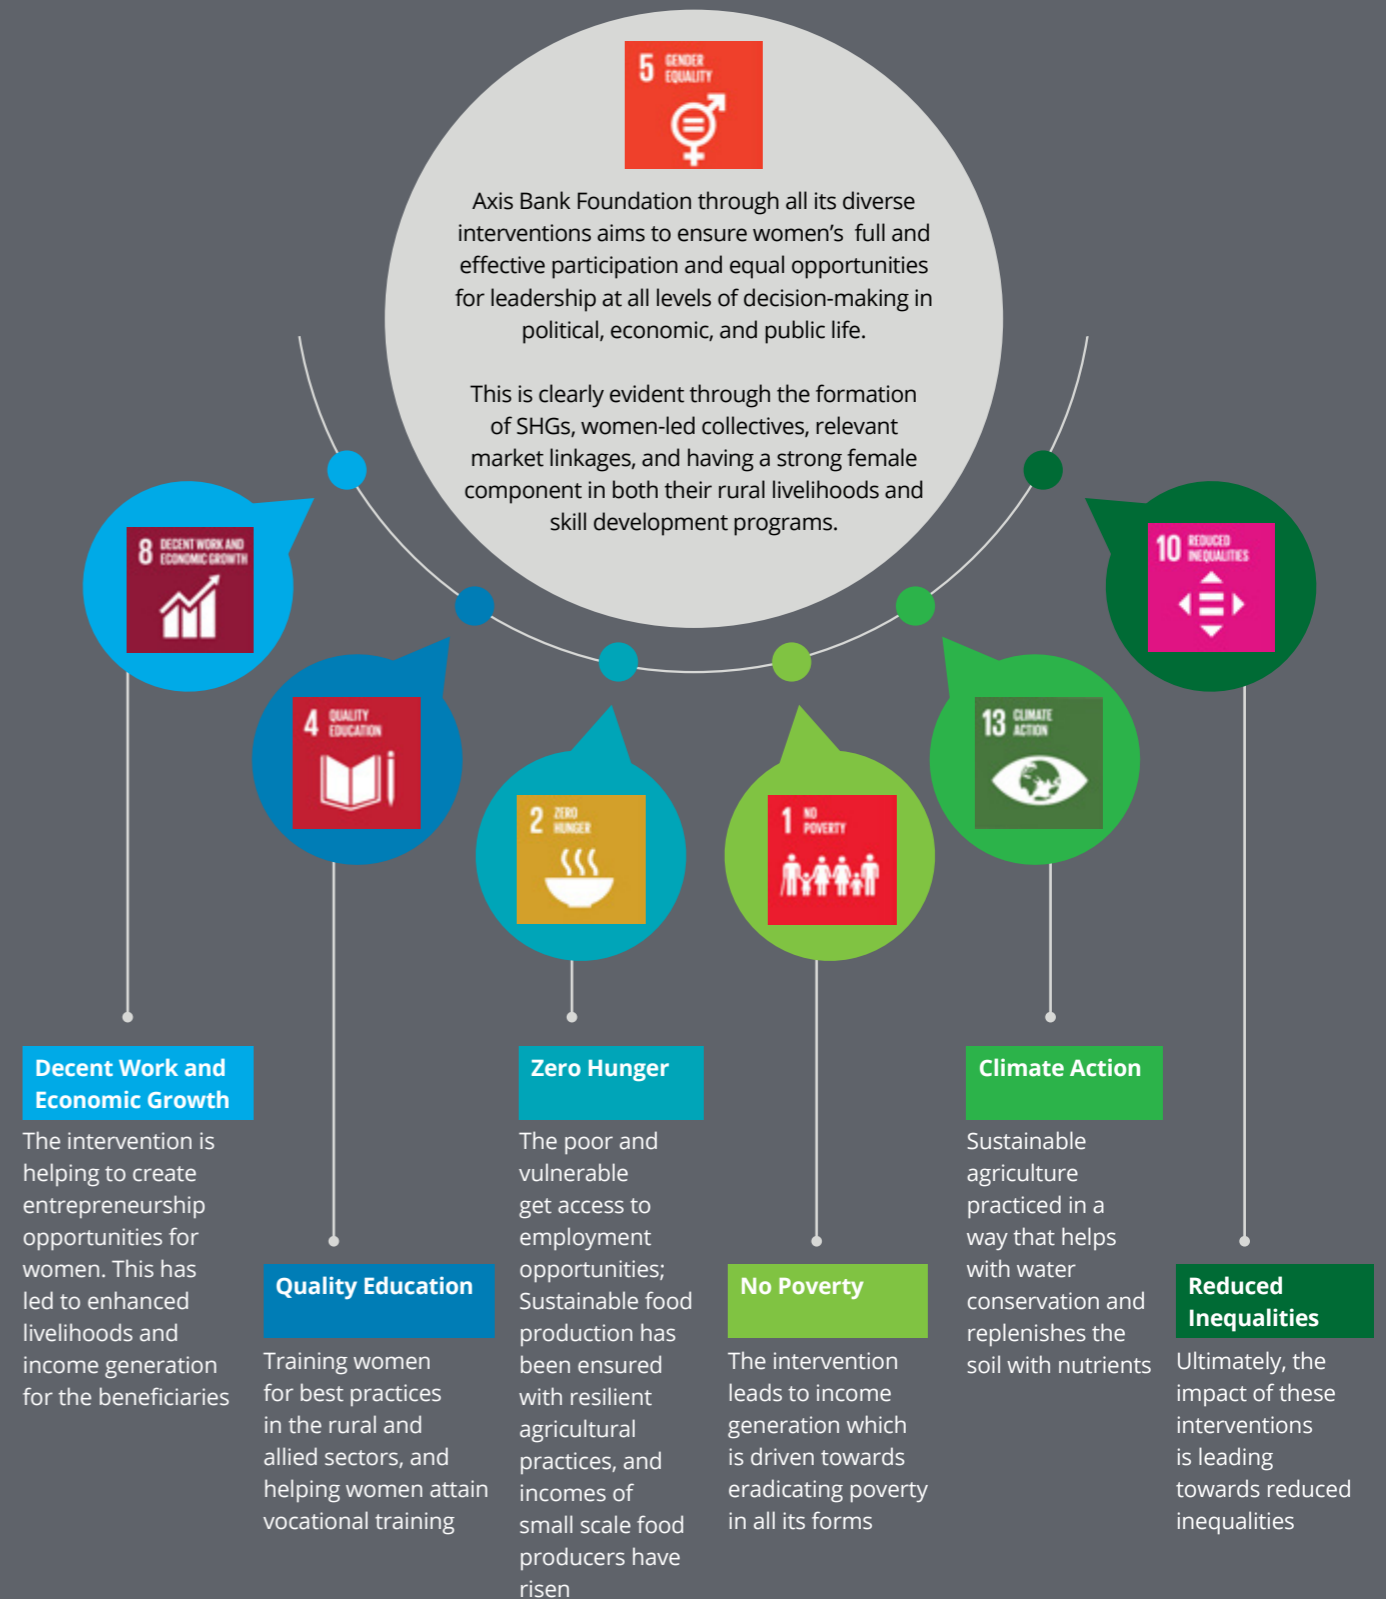 5 GENDER
EQUALITY
Axis Bank Foundation through all its diverse
interventions aims to ensure women's full and
effective participation and equal opportunities
for leadership at all levels of decision-making in
political, economic, and public life.
This is clearly evident through the formation
of SHGs, women-led collectives, relevant
market linkages, and having a strong female
component in both their rural livelihoods and
skill development programs.
8 DECENT WORK AND
ECONOMIC GROWTH
4 QUALITY
EDUCATION
2 ZERO
HUNGER
1 NO
POVERTY
13 CLIMATE
ACTION
10 REDUCED
INEQUALITIES
Decent Work and
Economic Growth
The intervention is
helping to create
entrepreneurship
opportunities for
women. This has
led to enhanced
livelihoods and
income generation
for the beneficiaries
Quality Education
Training women
for best practices
in the rural and
allied sectors, and
helping women attain
vocational training
Zero Hunger
The poor and
vulnerable
get access to
employment
opportunities;
Sustainable food
production has
been ensured
with resilient
agricultural
practices, and
incomes of
small scale food
producers have
risen
No Poverty
The intervention
leads to income
generation which
is driven towards
eradicating poverty
in all its forms
Climate Action
Sustainable
agriculture
practiced in a
way that helps
with water
conservation and
replenishes the
soil with nutrients
Reduced
Inequalities
Ultimately, the
impact of these
interventions
is leading
towards reduced
inequalities